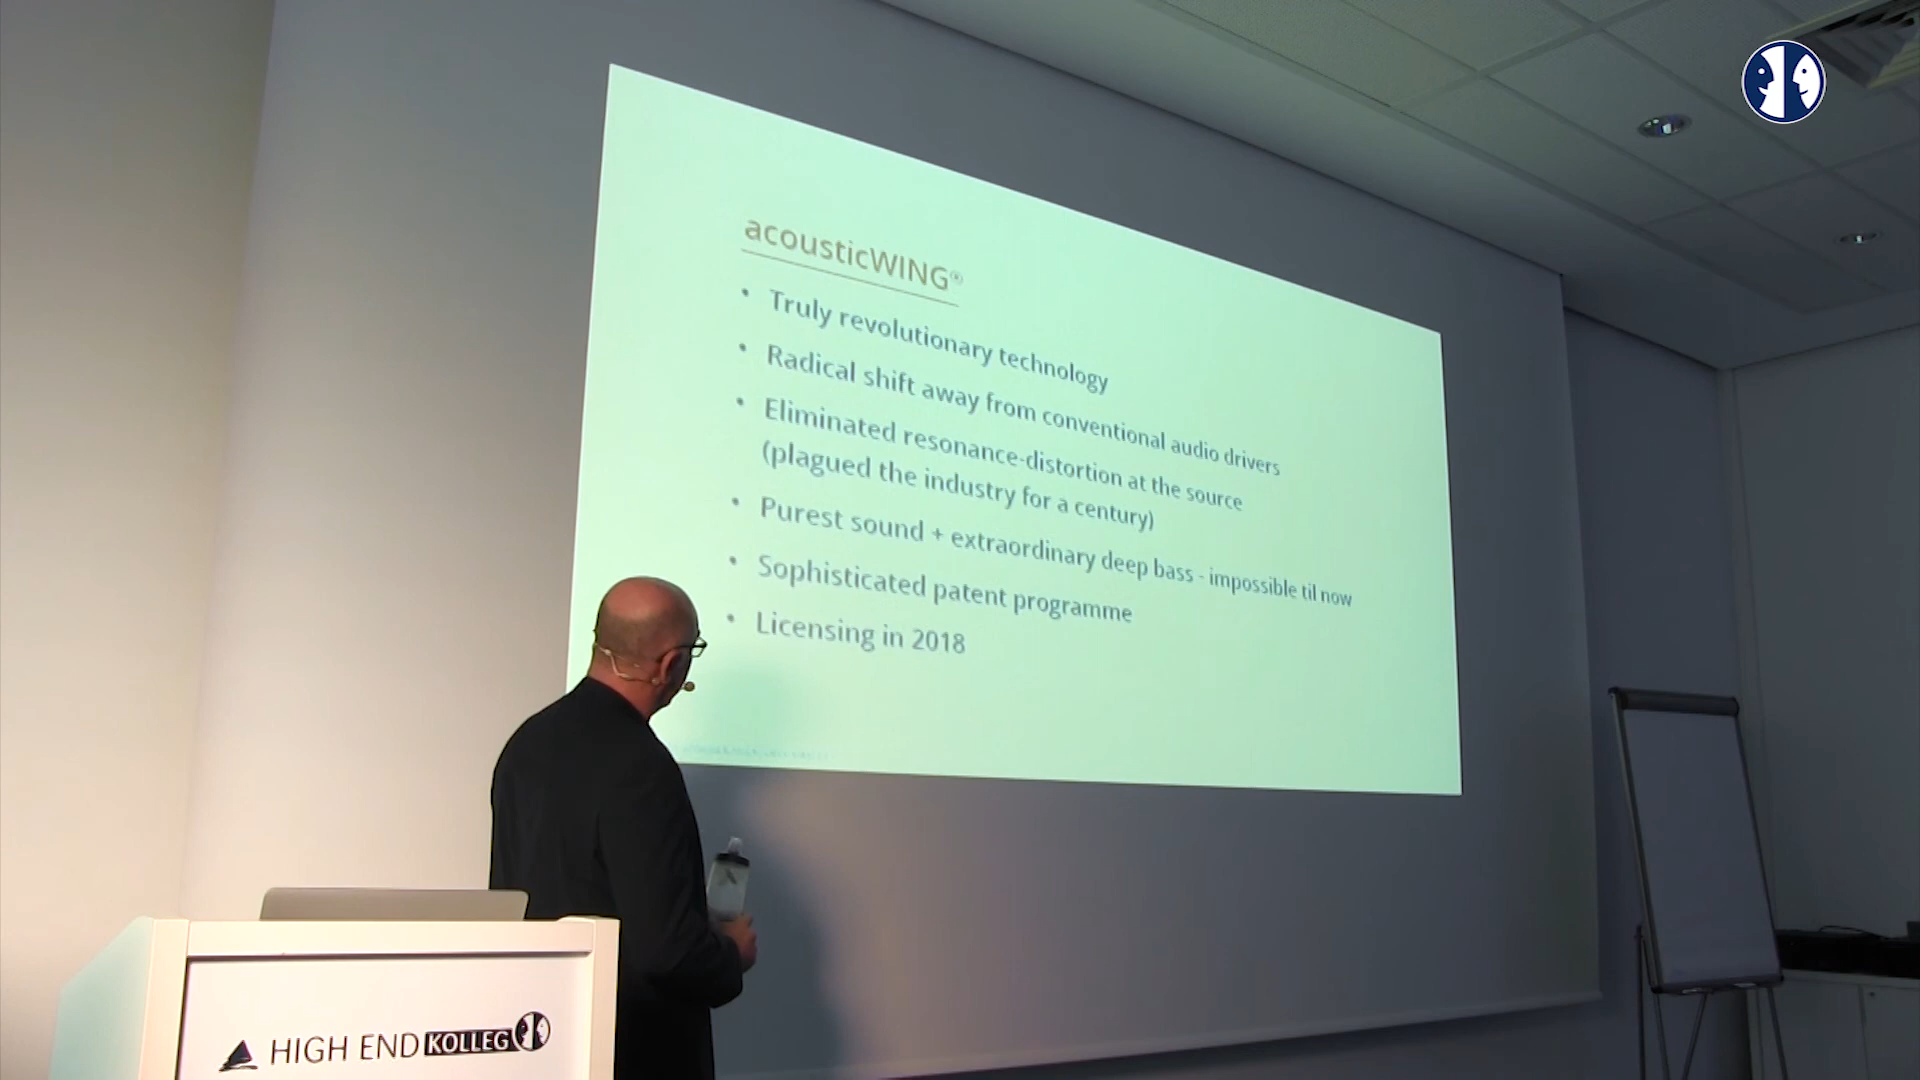 acousticWING®
• Truly revolutionary technology
• Radical shift away from conventional audio drivers
• Eliminated resonance-distortion at the source
(plagued the industry for a century)
• Purest sound + extraordinary deep bass - impossible til now
• Sophisticated patent programme
• Licensing in 2018
HIGH END KOLLEG